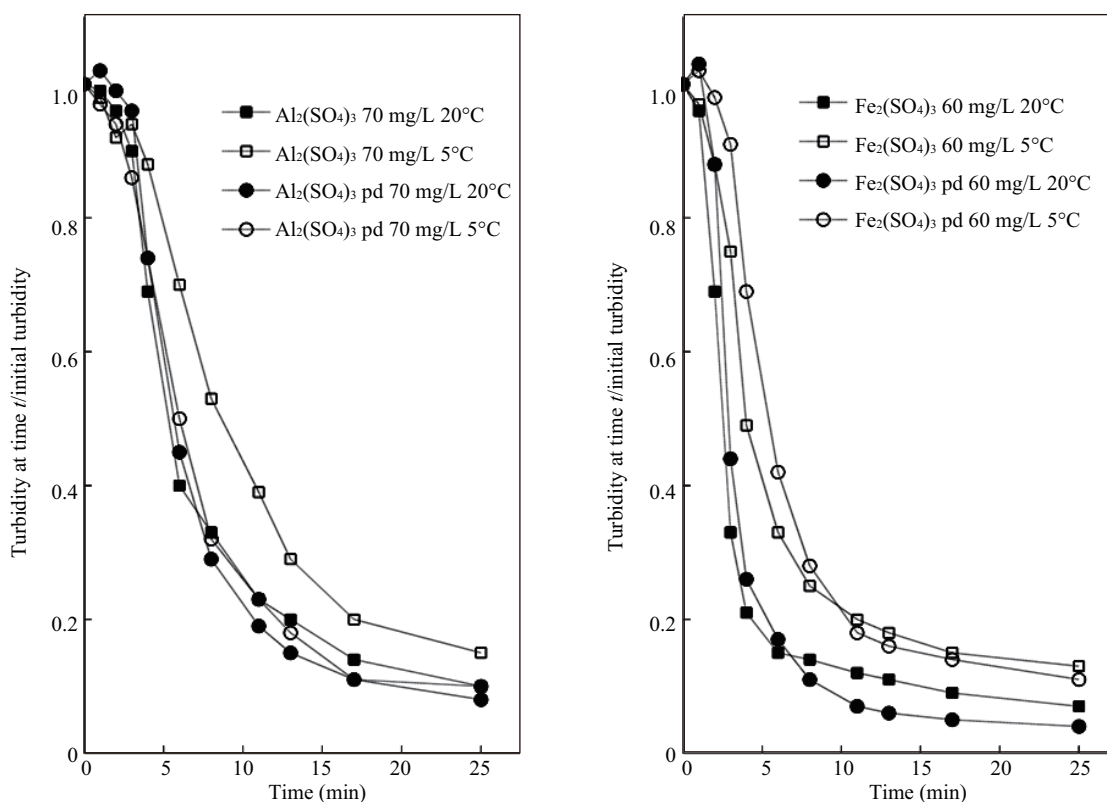 1.0
0.8
0.6
0.4
0.2
0
Turbidity at time t/initial turbidity
Al₂(SO₄)₃ 70 mg/L 20°C
Al₂(SO₄)₃ 70 mg/L 5°C
Al₂(SO₄)₃ pd 70 mg/L 20°C
Al₂(SO₄)₃ pd 70 mg/L 5°C
0 5 10 15 20 25
Time (min)
1.0
0.8
0.6
0.4
0.2
0
Turbidity at time t/initial turbidity
Fe₂(SO₄)₃ 60 mg/L 20°C
Fe₂(SO₄)₃ 60 mg/L 5°C
Fe₂(SO₄)₃ pd 60 mg/L 20°C
Fe₂(SO₄)₃ pd 60 mg/L 5°C
0 5 10 15 20 25
Time (min)